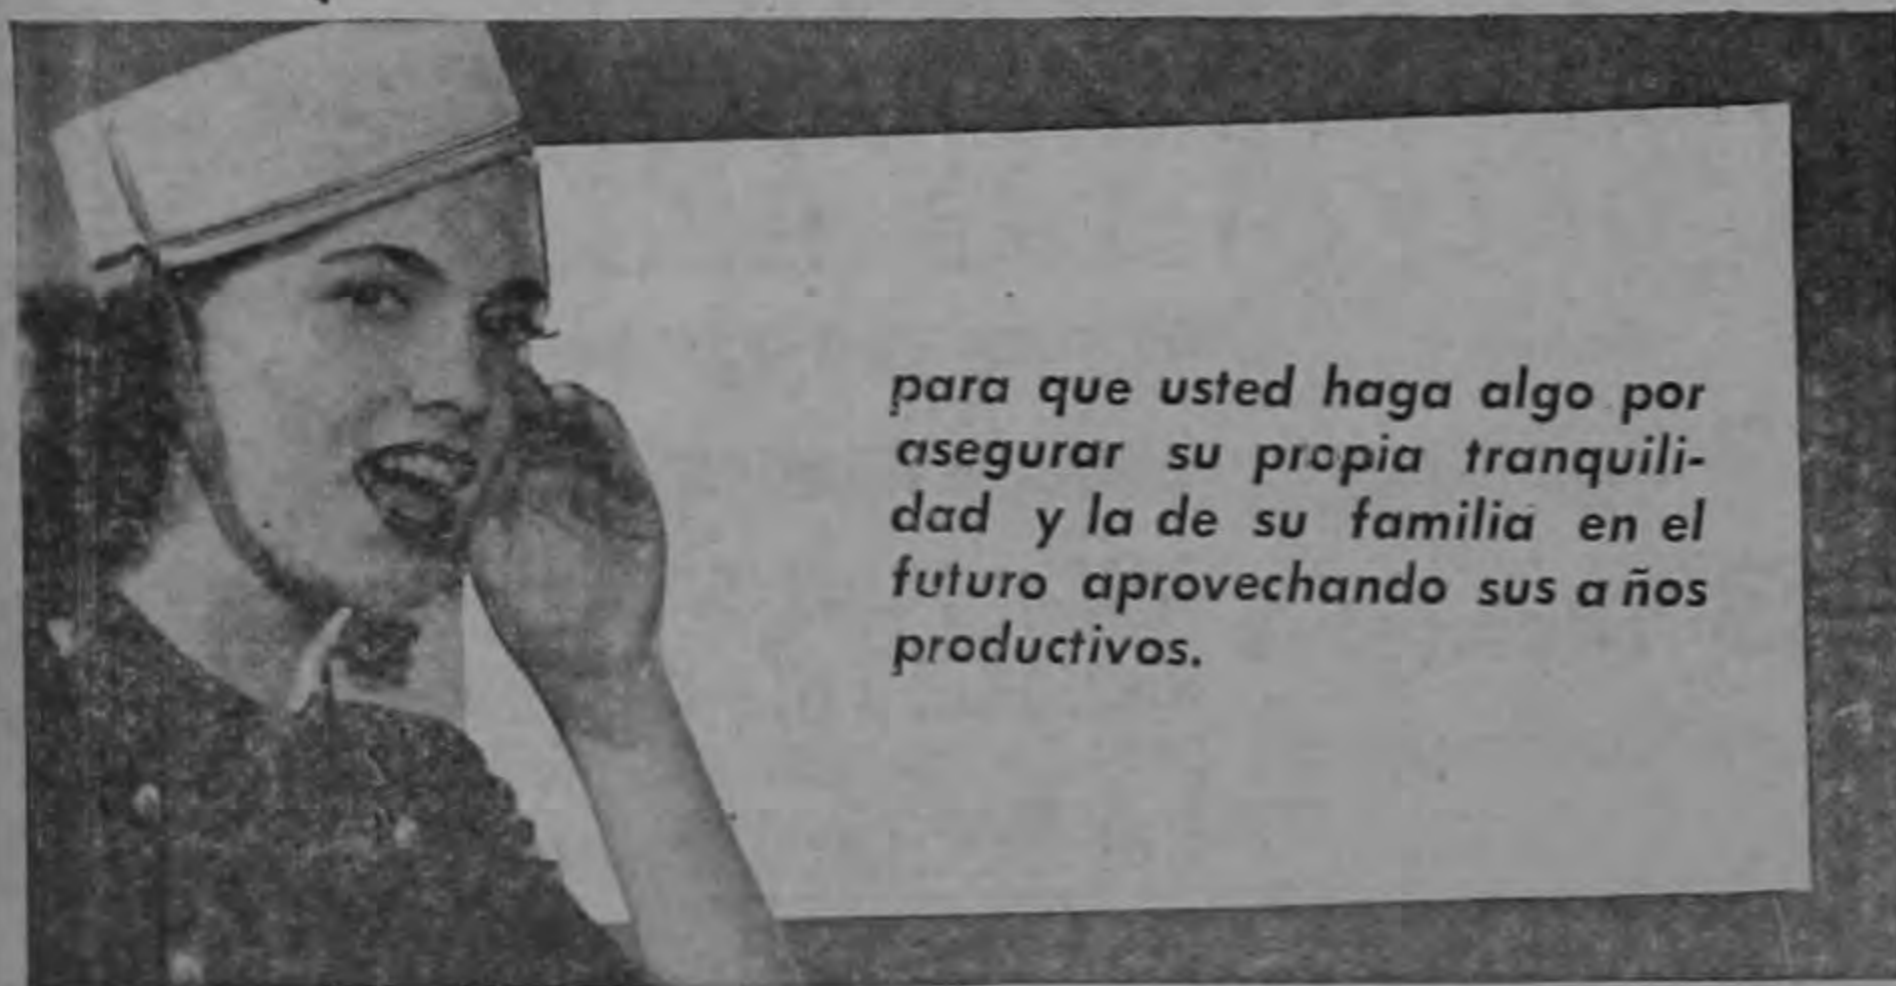 para que usted haga algo por
asegurar su propia tranquili-
dad y la de su familia en el
futuro aprovechando sus años
productivos.